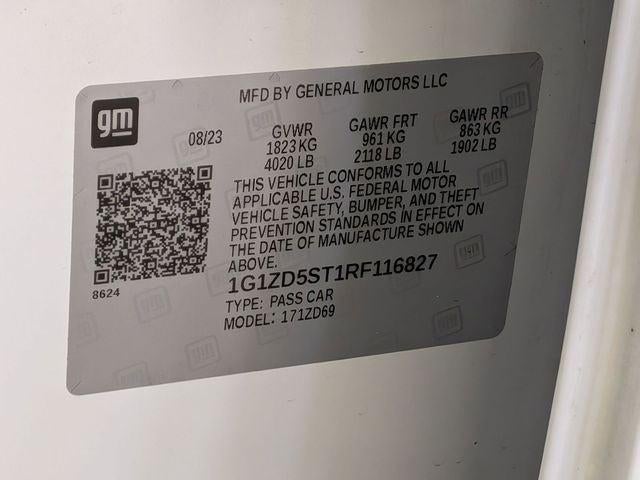 MFD BY GENERAL MOTORS LLC
gm
08/23
GVWR
1823 KG
4020 LB
GAWR FRT
961 KG
2118 LB
GAWR RR
863 KG
1902 LB
THIS VEHICLE CONFORMS TO ALL
APPLICABLE U.S. FEDERAL MOTOR
VEHICLE SAFETY, BUMPER, AND THEFT
PREVENTION STANDARDS IN EFFECT ON
THE DATE OF MANUFACTURE SHOWN
ABOVE.
8624
1G1ZD5ST1RF116827
TYPE: PASS CAR
MODEL: 171ZD69